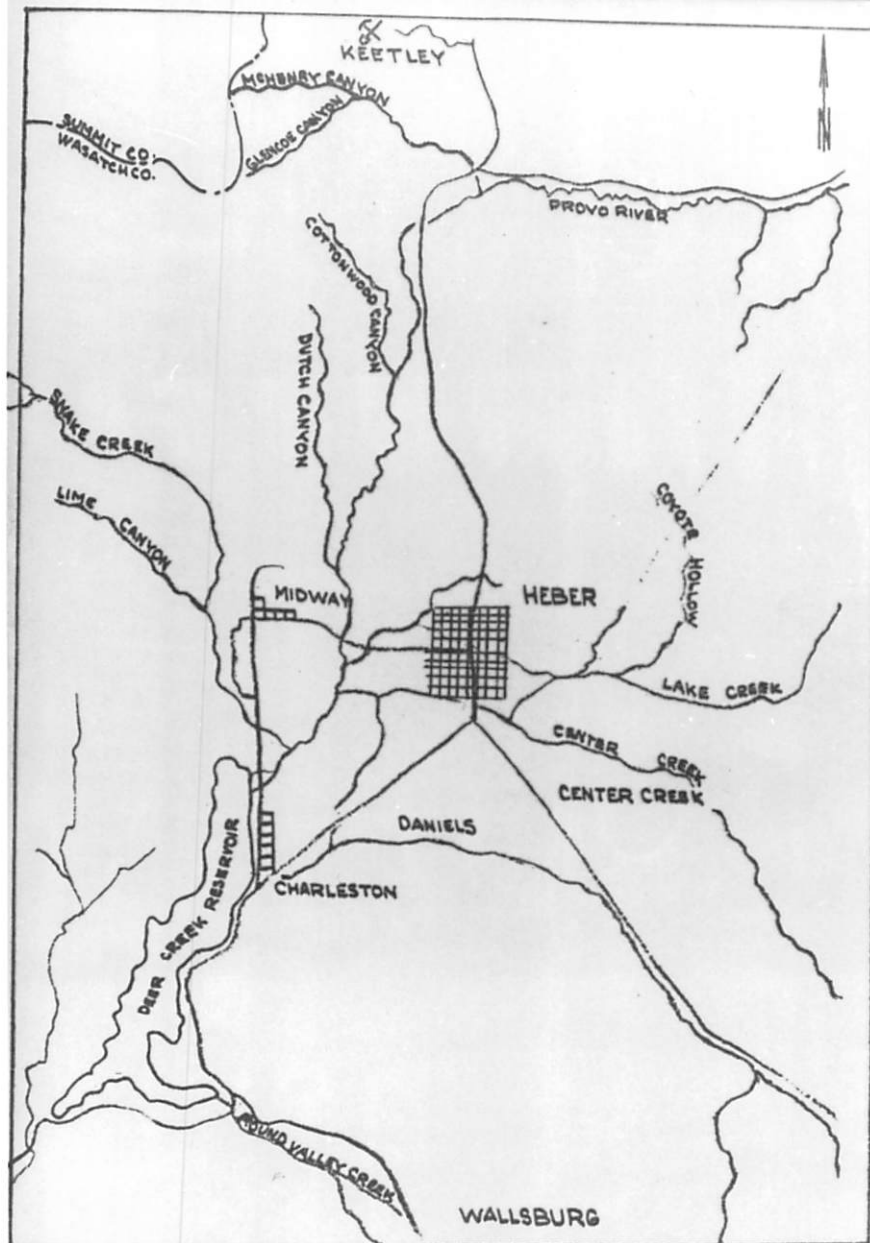 KEETLEY
MCHENRY CANYON
N
SUMMIT CO.
WASATCH CO.
GLENCOE CANYON
PROVO RIVER
COTTONWOOD CANYON
DUTCH CANYON
SNAKE CREEK
LIME CANYON
COYOTE HOLLOW
MIDWAY
HEBER
LAKE CREEK
CENTER CREEK
CENTER CREEK
DANIELS
DEER CREEK RESERVOIR
CHARLESTON
ROUND VALLEY CREEK
WALLSBURG